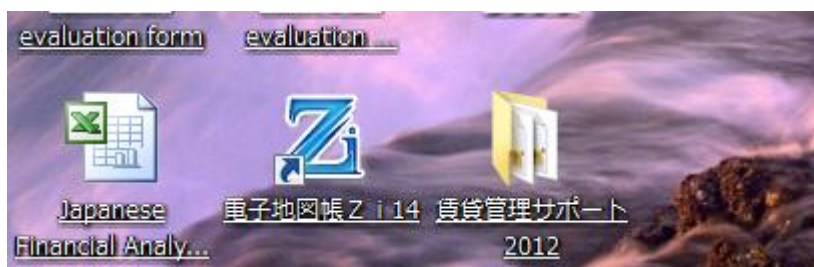 evaluation form
evaluation ...
Zi
Japanese
Financial Analy...
電子地図帳Ｚｉ14
賃貸管理サポート
2012